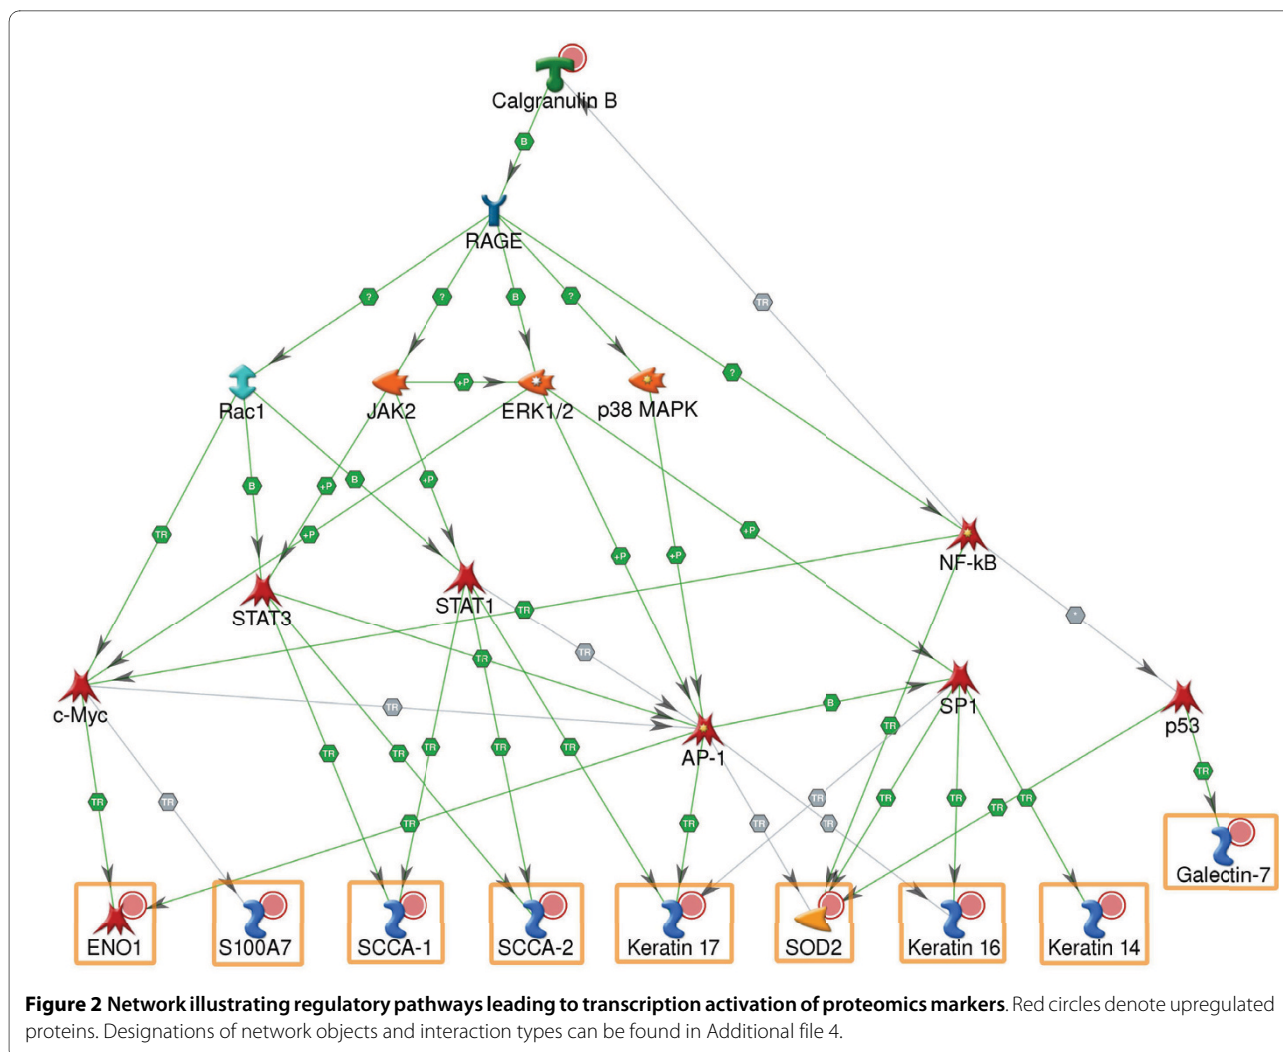 Calgranulin B
B
RAGE
? ? B ?
TR
?
Rac1 JAK2 +P ERK1/2 p38 MAPK
B +P B +P
TR +P +P +P +P
NF-kB
STAT3 STAT1 TR
*
TR TR
c-Myc TR B SP1 p53
AP-1 TR
TR TR TR TR TR
TR
TR TR TR TR TR TR TR TR
TR TR TR TR
Galectin-7
ENO1 S100A7 SCCA-1 SCCA-2 Keratin 17 SOD2 Keratin 16 Keratin 14
Figure 2 Network illustrating regulatory pathways leading to transcription activation of proteomics markers. Red circles denote upregulated
proteins. Designations of network objects and interaction types can be found in Additional file 4.